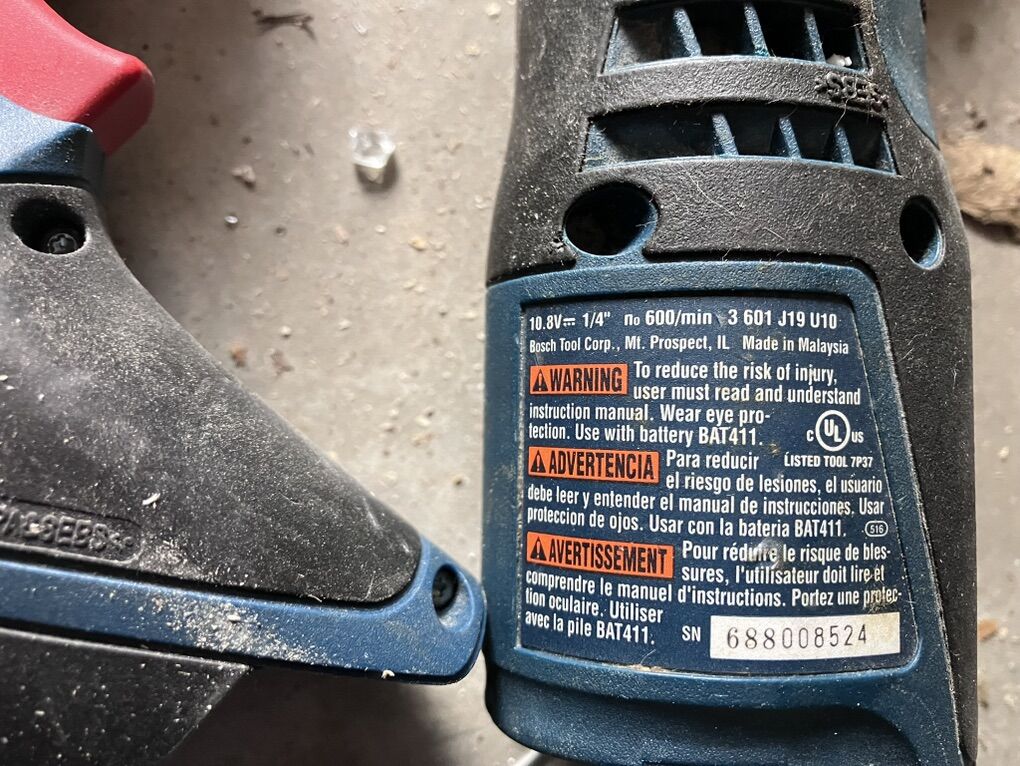 >SEBS<
10.8V⎓ 1/4" n₀ 600/min 3 601 J19 U10
Bosch Tool Corp., Mt. Prospect, IL Made in Malaysia
⚠WARNING To reduce the risk of injury,
user must read and understand
instruction manual. Wear eye pro-
tection. Use with battery BAT411.
C UL US
LISTED TOOL 7P37
⚠ADVERTENCIA Para reducir
el riesgo de lesiones, el usuario
debe leer y entender el manual de instrucciones. Usar
proteccion de ojos. Usar con la bateria BAT411. 516
⚠AVERTISSEMENT Pour réduire le risque de bles-
sures, l'utilisateur doit lire et
comprendre le manuel d'instructions. Portez une protec-
tion oculaire. Utiliser
avec la pile BAT411. SN 688008524